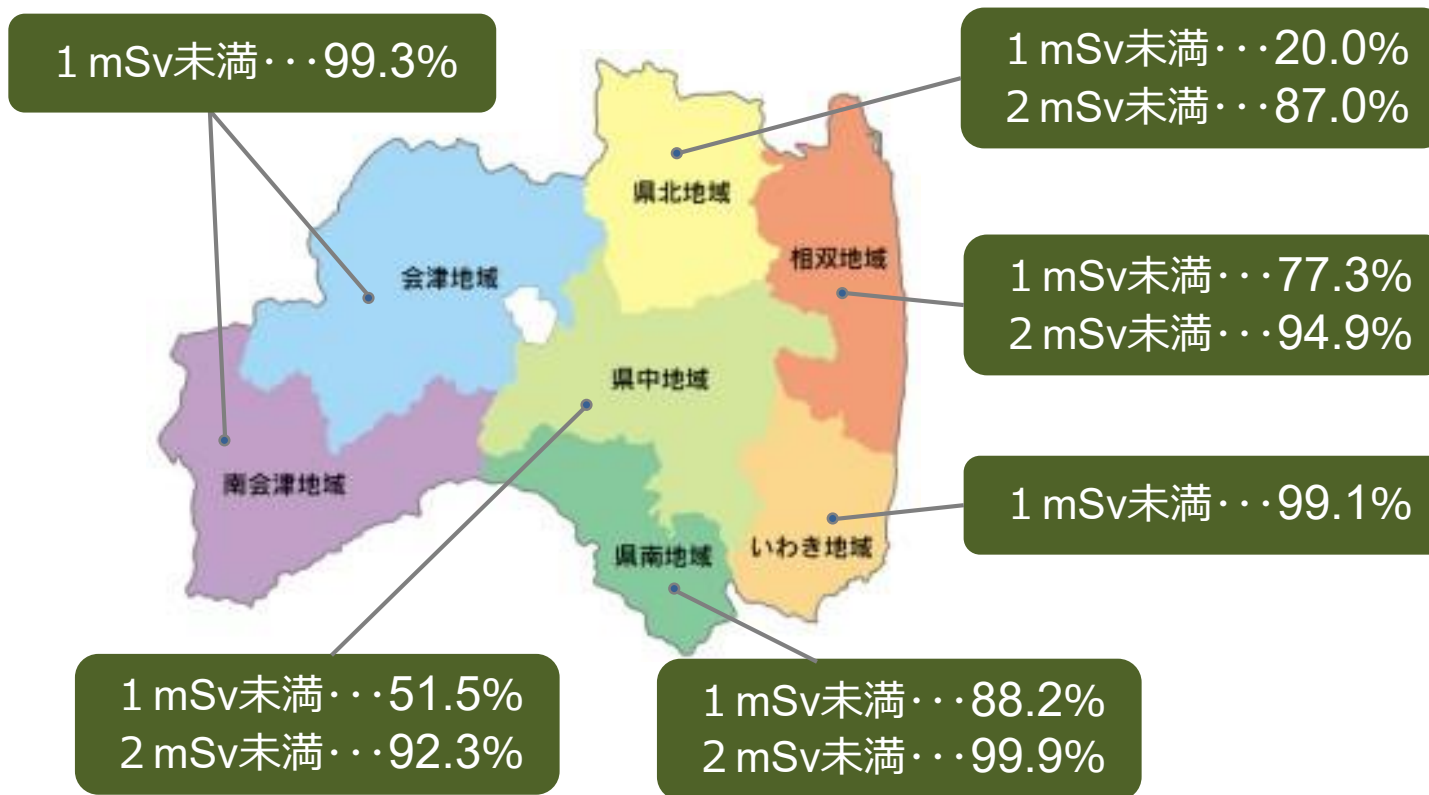 1 mSv未満･･･99.3%
1 mSv未満･･･20.0%
2 mSv未満･･･87.0%
県北地域
相双地域
会津地域
1 mSv未満･･･77.3%
2 mSv未満･･･94.9%
県中地域
南会津地域
1 mSv未満･･･99.1%
いわき地域
県南地域
1 mSv未満･･･51.5%
2 mSv未満･･･92.3%
1 mSv未満･･･88.2%
2 mSv未満･･･99.9%